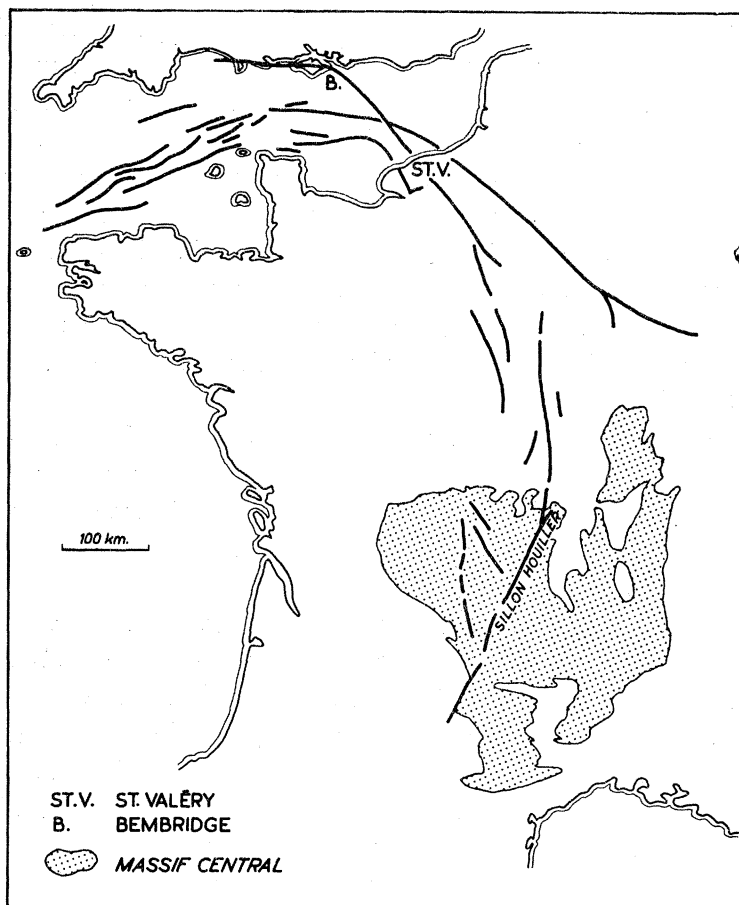 B.
ST.V.
SILLON HOUILLER
100 km.
ST.V. ST. VALÉRY
B. BEMBRIDGE
MASSIF CENTRAL